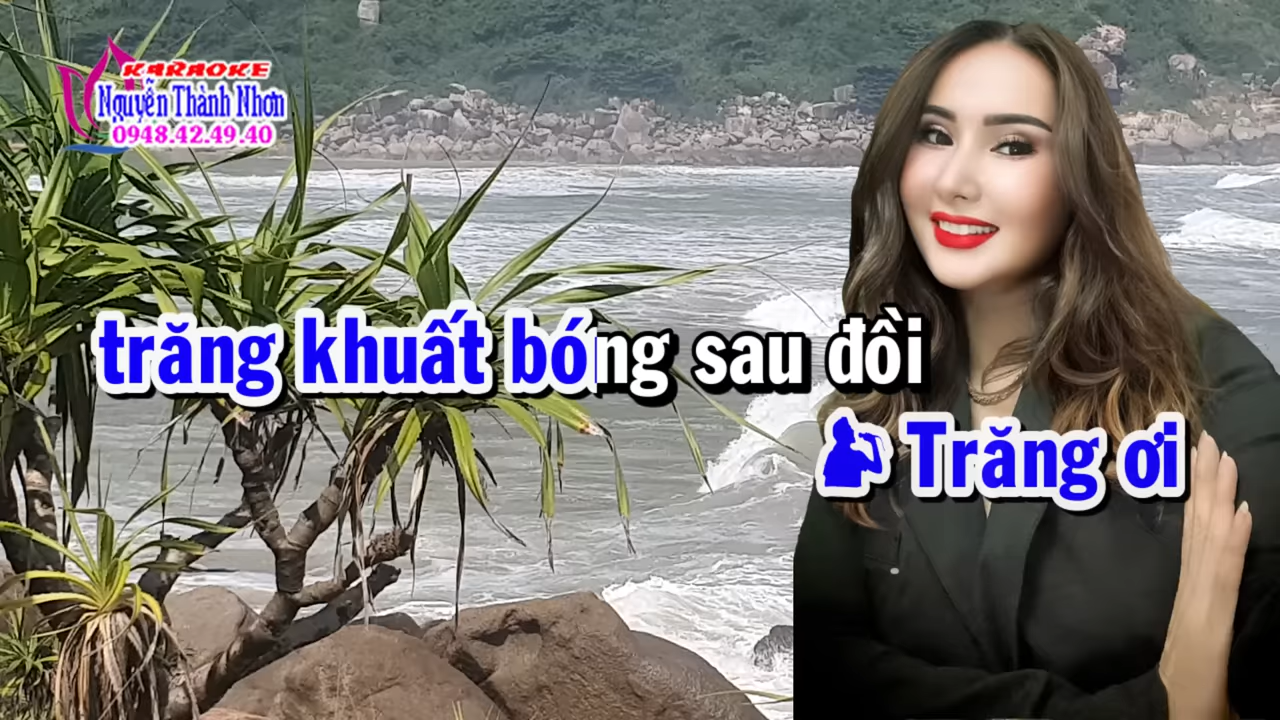 KARAOKE
Nguyễn Thành Nhơn
0948.42.49.40
trăng khuất bóng sau đồi
Trăng ơi